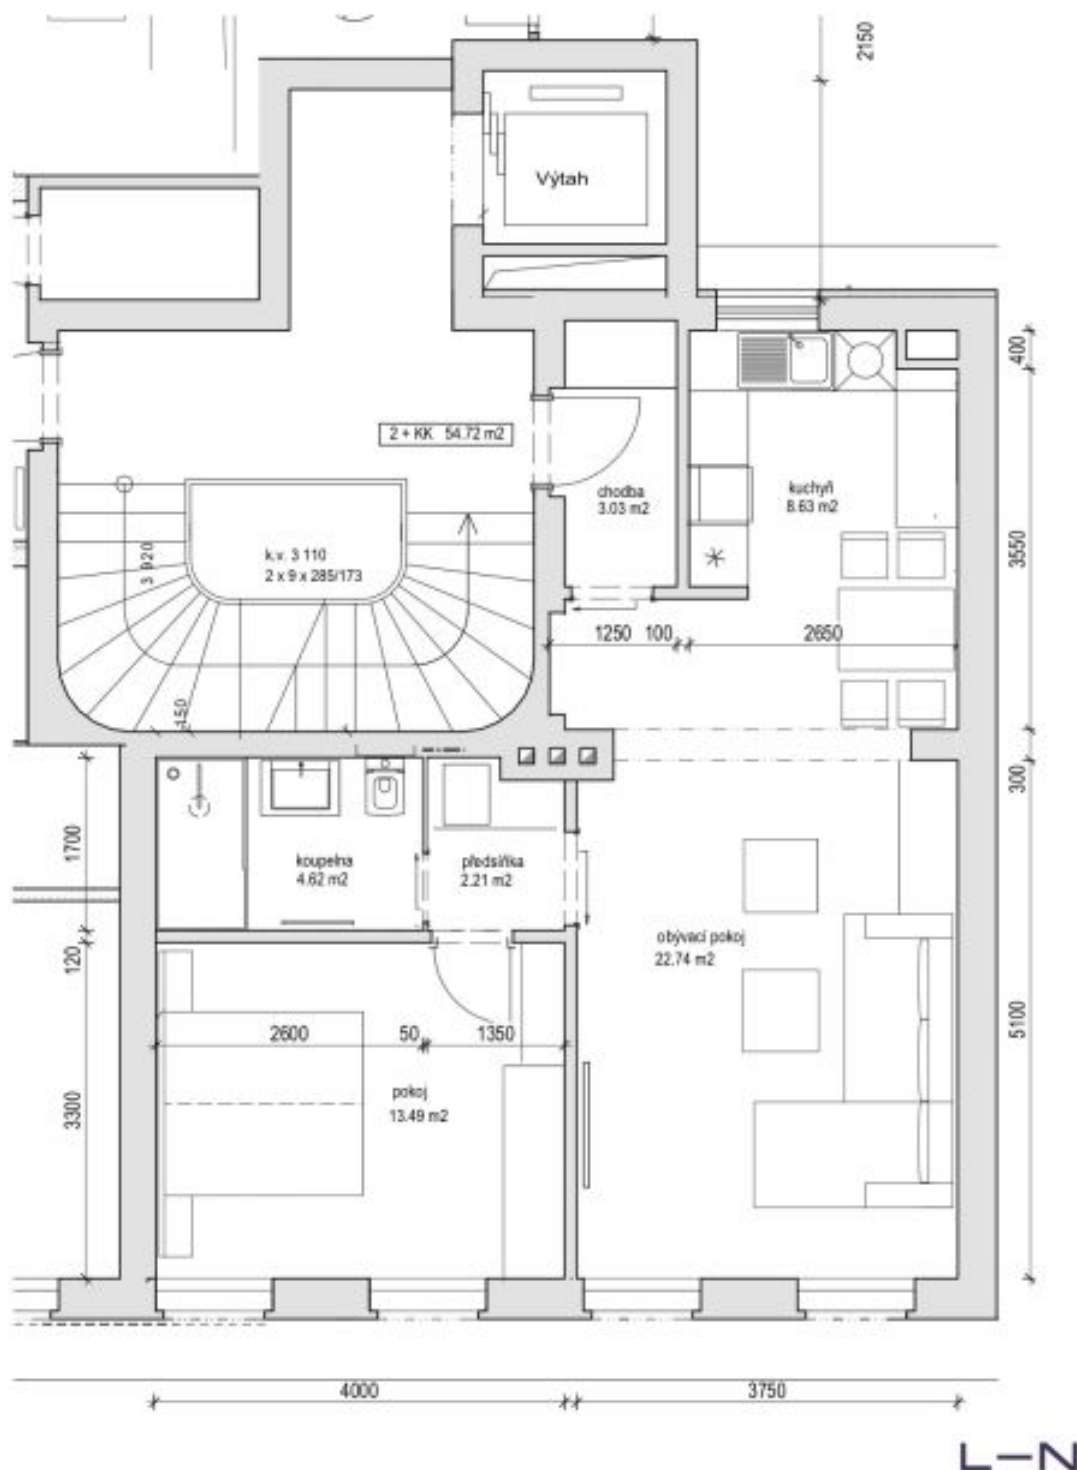 2150
Výtah
400
2 + KK 54.72 m2
chodba
3.03 m2
kuchyň
8.63 m2
3 920
k.v. 3 110
2 x 9 x 285/173
3550
1250 100 2650
150
300
1700
koupelna
4.62 m2
předsíňka
2.21 m2
obývací pokoj
22.74 m2
120
2600 50 1350
5100
pokoj
13.49 m2
3300
4000 3750
L–N